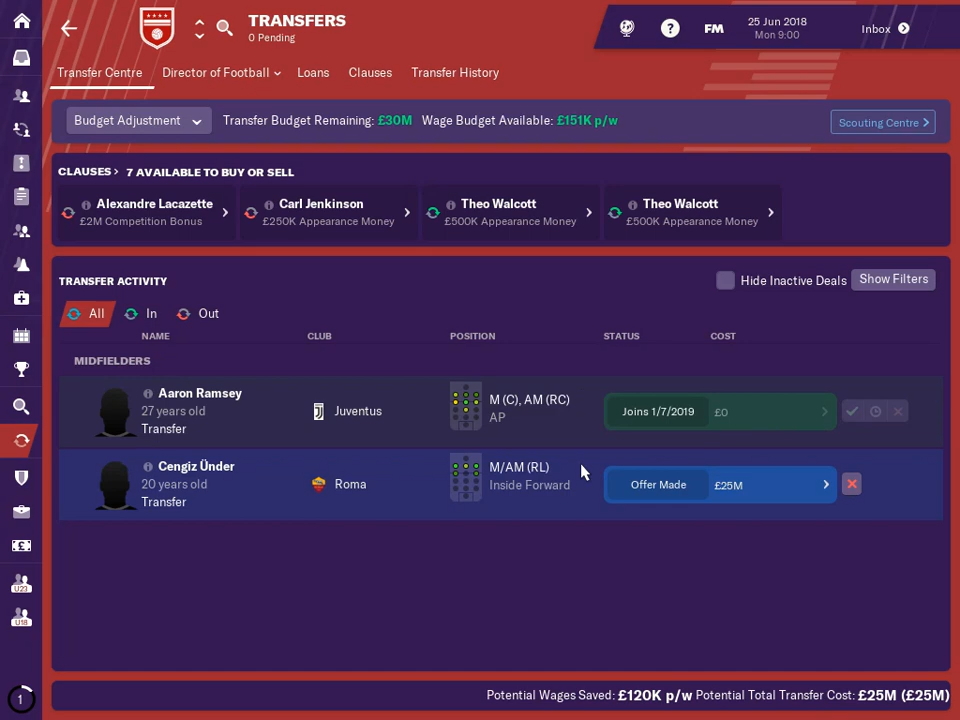 TRANSFERS
0 Pending
?
FM
25 Jun 2018
Mon 9:00
Inbox
Transfer Centre
Director of Football
Loans
Clauses
Transfer History
Budget Adjustment
Transfer Budget Remaining: £30M
Wage Budget Available: £151K p/w
Scouting Centre
CLAUSES
7 AVAILABLE TO BUY OR SELL
Alexandre Lacazette
£2M Competition Bonus
Carl Jenkinson
£250K Appearance Money
Theo Walcott
£500K Appearance Money
Theo Walcott
£500K Appearance Money
TRANSFER ACTIVITY
Hide Inactive Deals
Show Filters
All
In
Out
NAME
CLUB
POSITION
STATUS
COST
MIDFIELDERS
Aaron Ramsey
27 years old
Transfer
Juventus
M (C), AM (RC)
AP
Joins 1/7/2019
£0
Cengiz Ünder
20 years old
Transfer
Roma
M/AM (RL)
Inside Forward
Offer Made
£25M
U23
U18
1
Potential Wages Saved: £120K p/w Potential Total Transfer Cost: £25M (£25M)